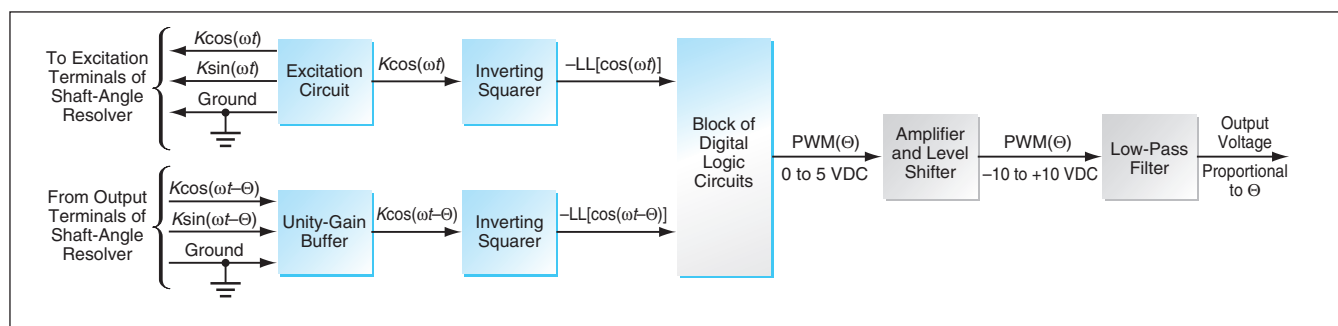 To Excitation
Terminals of
Shaft-Angle
Resolver
Kcos(ωt)
Ksin(ωt)
Ground
Excitation
Circuit
Kcos(ωt)
Inverting
Squarer
–LL[cos(ωt)]
From Output
Terminals of
Shaft-Angle
Resolver
Kcos(ωt–Θ)
Ksin(ωt–Θ)
Ground
Unity-Gain
Buffer
Kcos(ωt–Θ)
Inverting
Squarer
–LL[cos(ωt–Θ)]
Block of
Digital
Logic
Circuits
PWM(Θ)
0 to 5 VDC
Amplifier
and Level
Shifter
PWM(Θ)
–10 to +10 VDC
Low-Pass
Filter
Output
Voltage
Proportional
to Θ